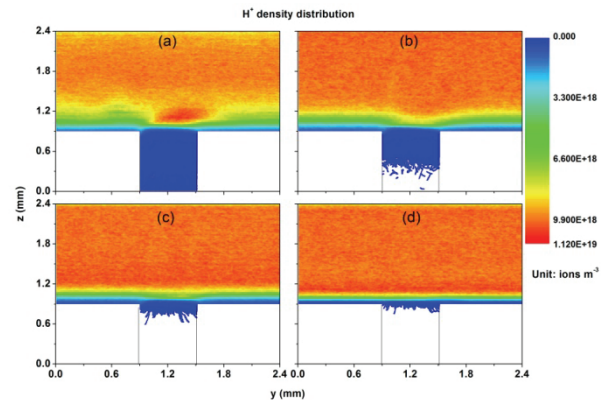 H⁺ density distribution
(a)
(b)
2.4
1.8
1.2
0.6
0.0
z (mm)
(c)
(d)
2.4
1.8
1.2
0.6
0.0
0.0 0.6 1.2 1.8 2.4
0.0 0.6 1.2 1.8 2.4
y (mm)
0.000
3.300E+18
6.600E+18
9.900E+18
1.120E+19
Unit: ions m⁻³